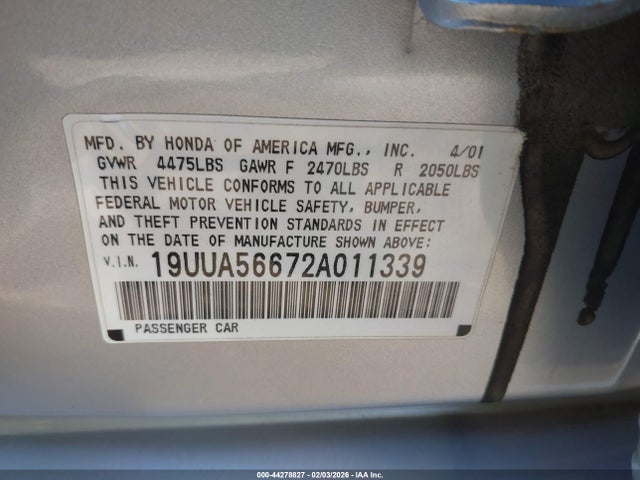 MFD. BY HONDA OF AMERICA MFG., INC. 4/01
GVWR 4475LBS GAWR F 2470LBS R 2050LBS
THIS VEHICLE CONFORMS TO ALL APPLICABLE
FEDERAL MOTOR VEHICLE SAFETY, BUMPER,
AND THEFT PREVENTION STANDARDS IN EFFECT
ON THE DATE OF MANUFACTURE SHOWN ABOVE:
V.I.N. 19UUA56672A011339
PASSENGER CAR
000-44278827 - 02/03/2026 - IAA Inc.